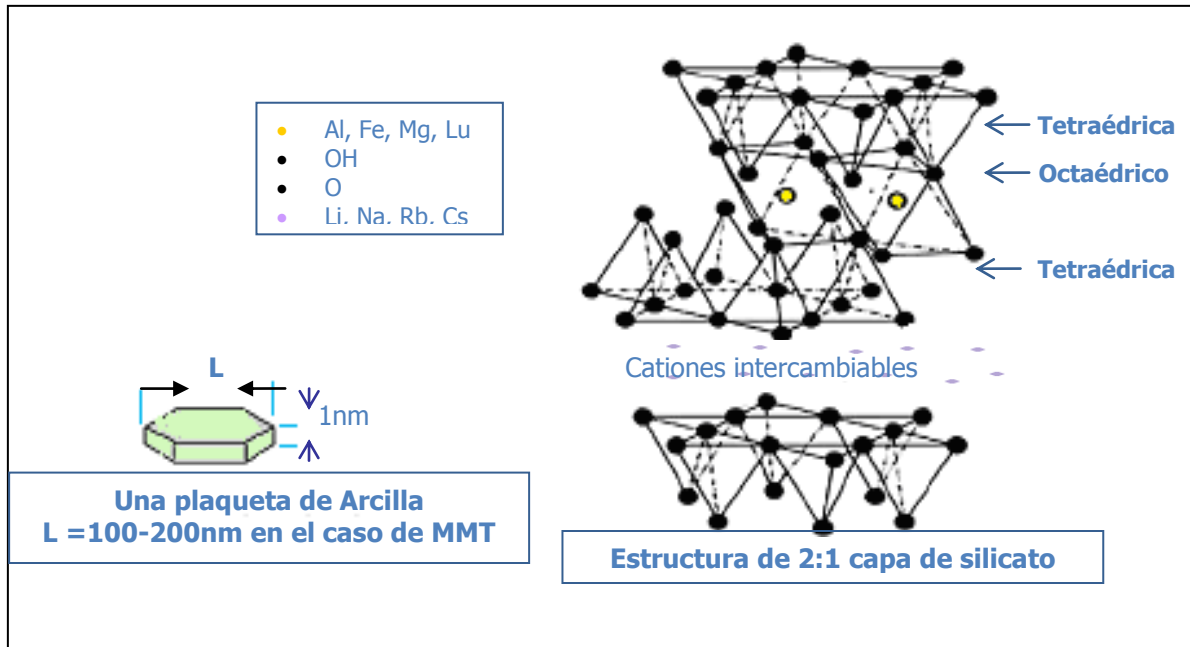 Al, Fe, Mg, Lu
OH
O
Li, Na, Rb, Cs
Tetraédrica
Octaédrico
Tetraédrica
Cationes intercambiables
L
1nm
Una plaqueta de Arcilla
L =100-200nm en el caso de MMT
Estructura de 2:1 capa de silicato